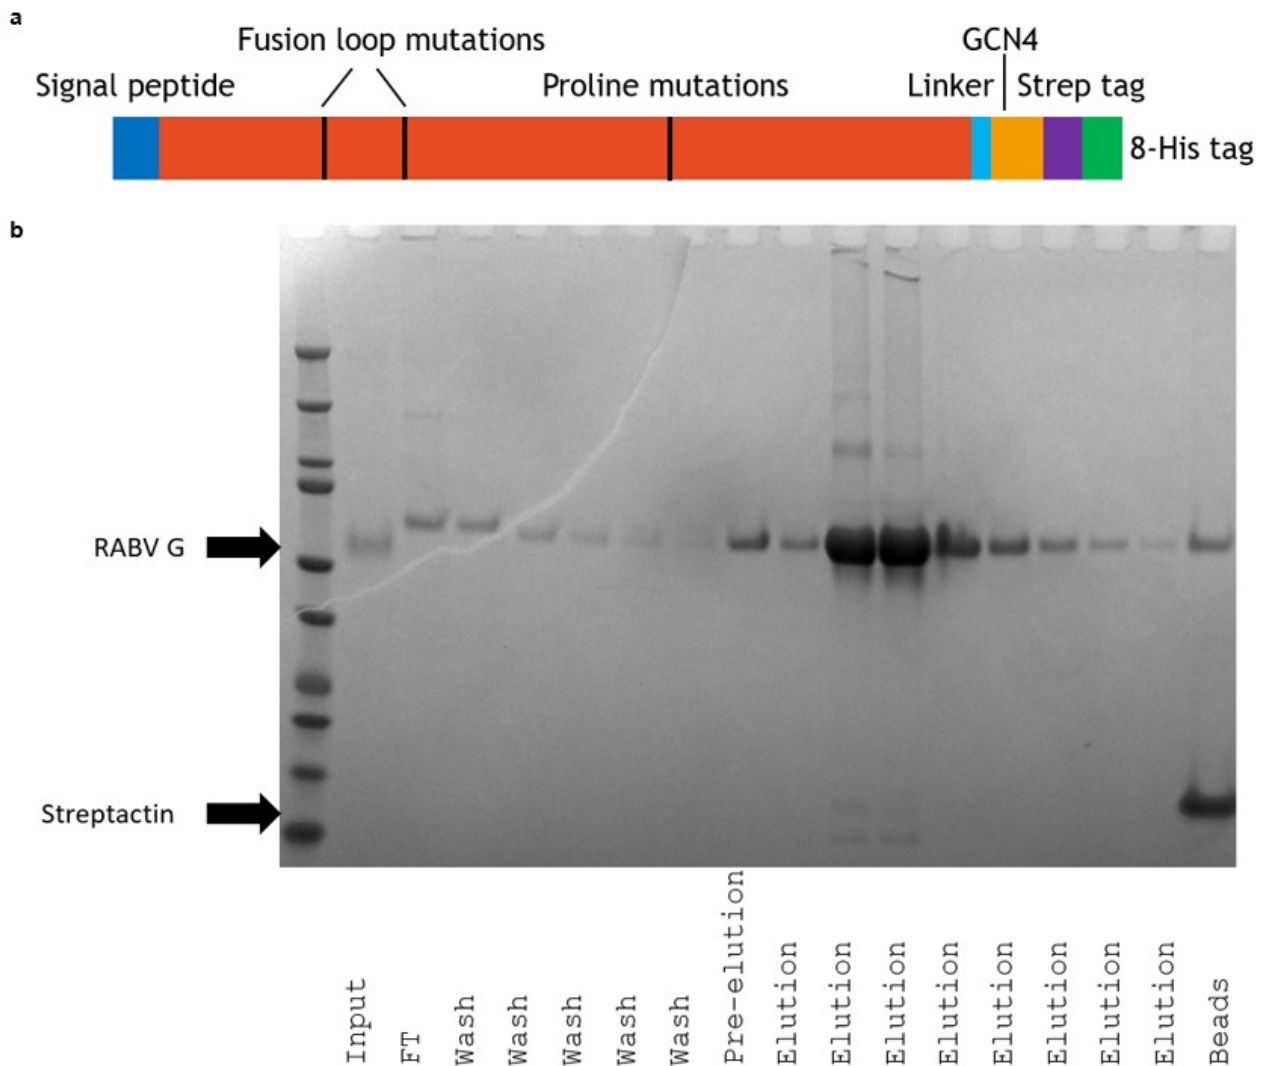 a
Fusion loop mutations
GCN4
Signal peptide
Proline mutations
Linker
Strep tag
8-His tag
b
RABV G
Streptactin
Input
FT
Wash
Wash
Wash
Wash
Wash
Pre-elution
Elution
Elution
Elution
Elution
Elution
Elution
Elution
Elution
Beads